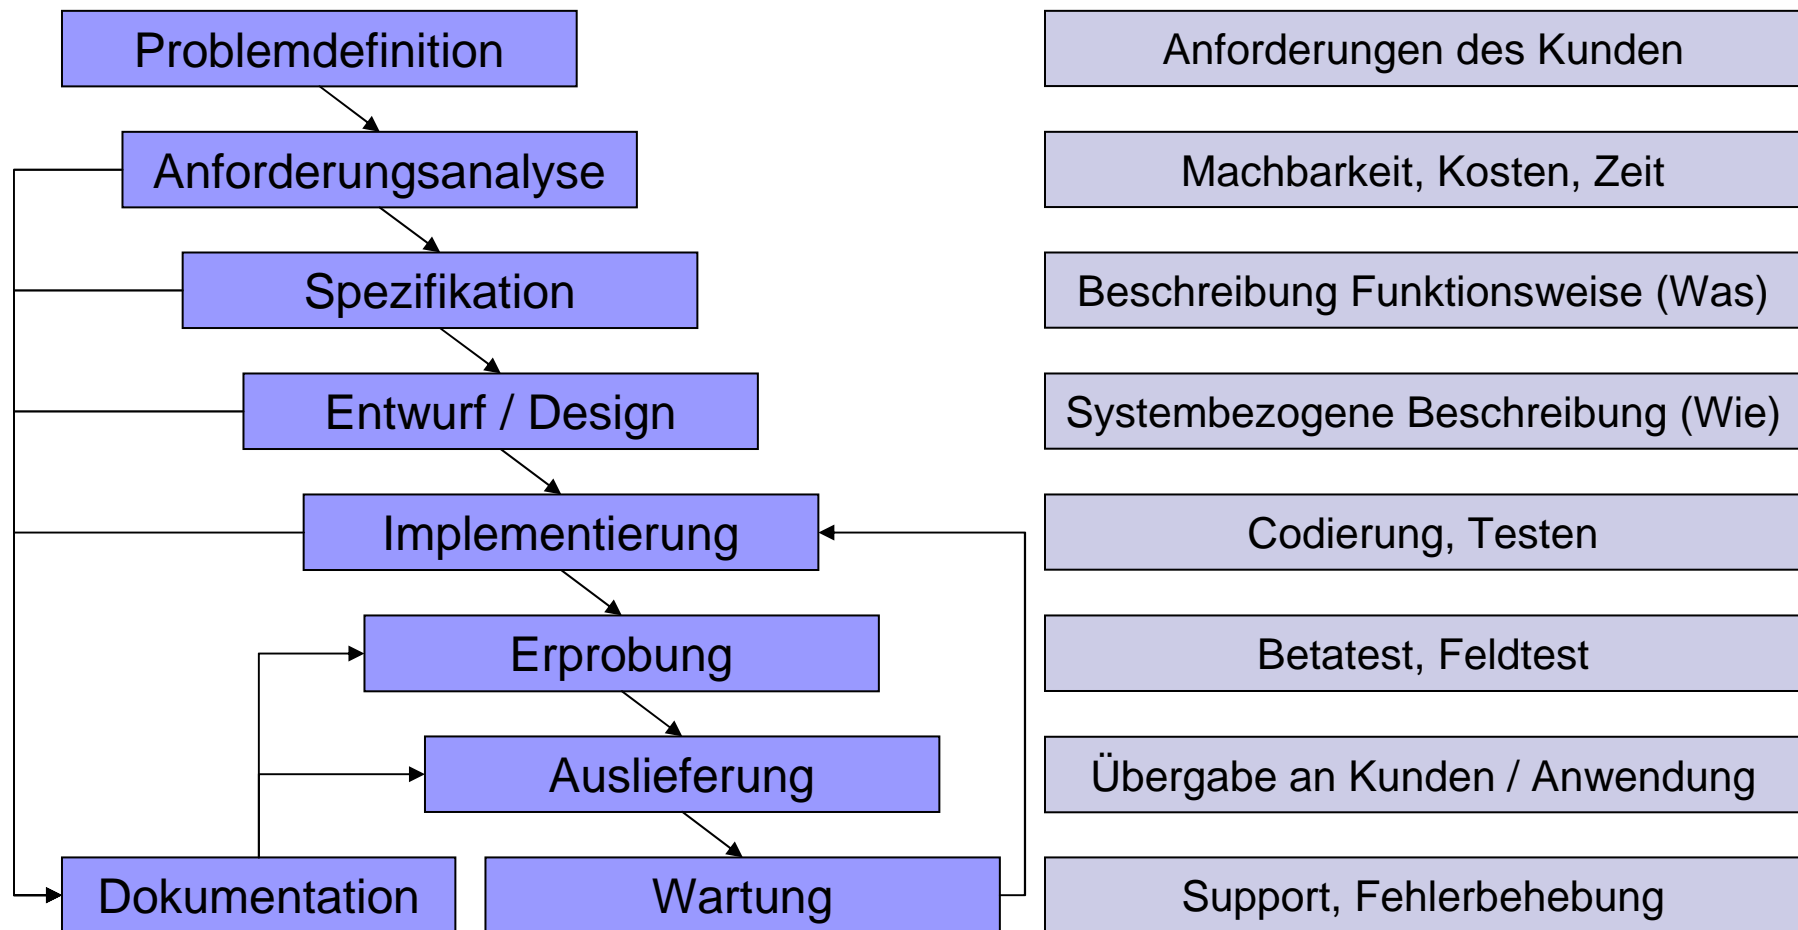 Problemdefinition
Anforderungen des Kunden
Anforderungsanalyse
Machbarkeit, Kosten, Zeit
Spezifikation
Beschreibung Funktionsweise (Was)
Entwurf / Design
Systembezogene Beschreibung (Wie)
Implementierung
Codierung, Testen
Erprobung
Betatest, Feldtest
Auslieferung
Übergabe an Kunden / Anwendung
Dokumentation
Wartung
Support, Fehlerbehebung